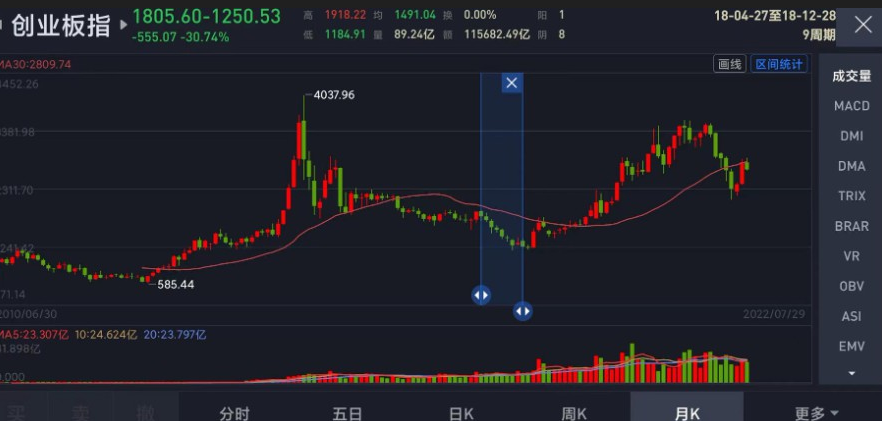 创业板指 1805.60-1250.53 高 1918.22 均 1491.04 换 0.00% 阳 1 18-04-27至18-12-28
-555.07 -30.74% 低 1184.91 量 89.24亿 额 115682.49亿 阴 8 9周期
MA30:2809.74 画线 区间统计
4452.26
4037.96
3381.98
2311.70
1241.42
585.44
171.14
2010/06/30 2022/07/29
MA5:23.307亿 10:24.624亿 20:23.797亿
41.898亿
0.000
成交量
MACD
DMI
DMA
TRIX
BRAR
VR
OBV
ASI
EMV
买 卖 撤 分时 五日 日K 周K 月K 更多